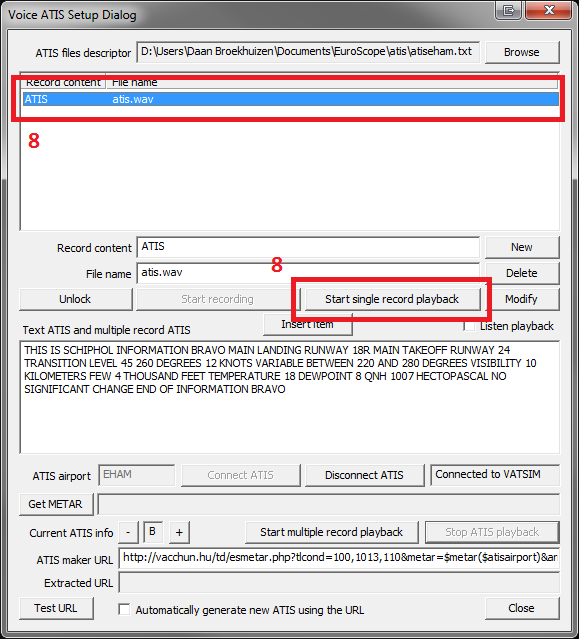 Voice ATIS Setup Dialog
ATIS files descriptor D:\Users\Daan Broekhuizen\Documents\EuroScope\atis\atiseham.txt Browse
Record content File name
ATIS atis.wav
8
Record content ATIS New
8
File name atis.wav Delete
Unlock Start recording Start single record playback Modify
Insert item
Text ATIS and multiple record ATIS Listen playback
THIS IS SCHIPHOL INFORMATION BRAVO MAIN LANDING RUNWAY 18R MAIN TAKEOFF RUNWAY 24
TRANSITION LEVEL 45 260 DEGREES 12 KNOTS VARIABLE BETWEEN 220 AND 280 DEGREES VISIBILITY 10
KILOMETERS FEW 4 THOUSAND FEET TEMPERATURE 18 DEWPOINT 8 QNH 1007 HECTOPASCAL NO
SIGNIFICANT CHANGE END OF INFORMATION BRAVO
ATIS airport EHAM Connect ATIS Disconnect ATIS Connected to VATSIM
Get METAR
Current ATIS info - B + Start multiple record playback Stop ATIS playback
ATIS maker URL http://vacchun.hu/td/esmetar.php?tlcond=100,1013,110&metar=$metar($atisairport)&ar
Extracted URL
Test URL Automatically generate new ATIS using the URL Close